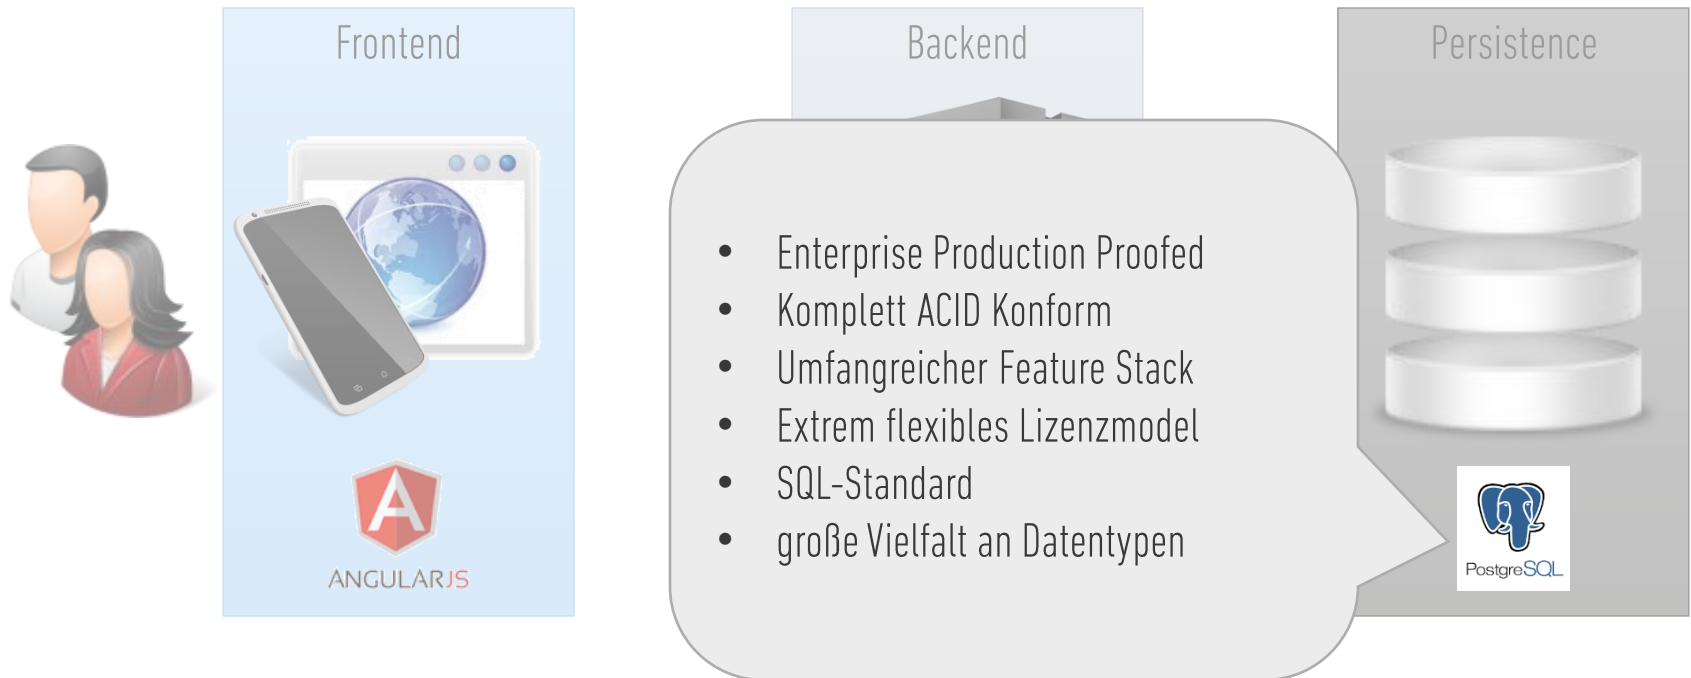 Frontend
Backend
Persistence
• Enterprise Production Proofed
• Komplett ACID Konform
• Umfangreicher Feature Stack
• Extrem flexibles Lizenzmodel
• SQL-Standard
• große Vielfalt an Datentypen
ANGULARJS
PostgreSQL